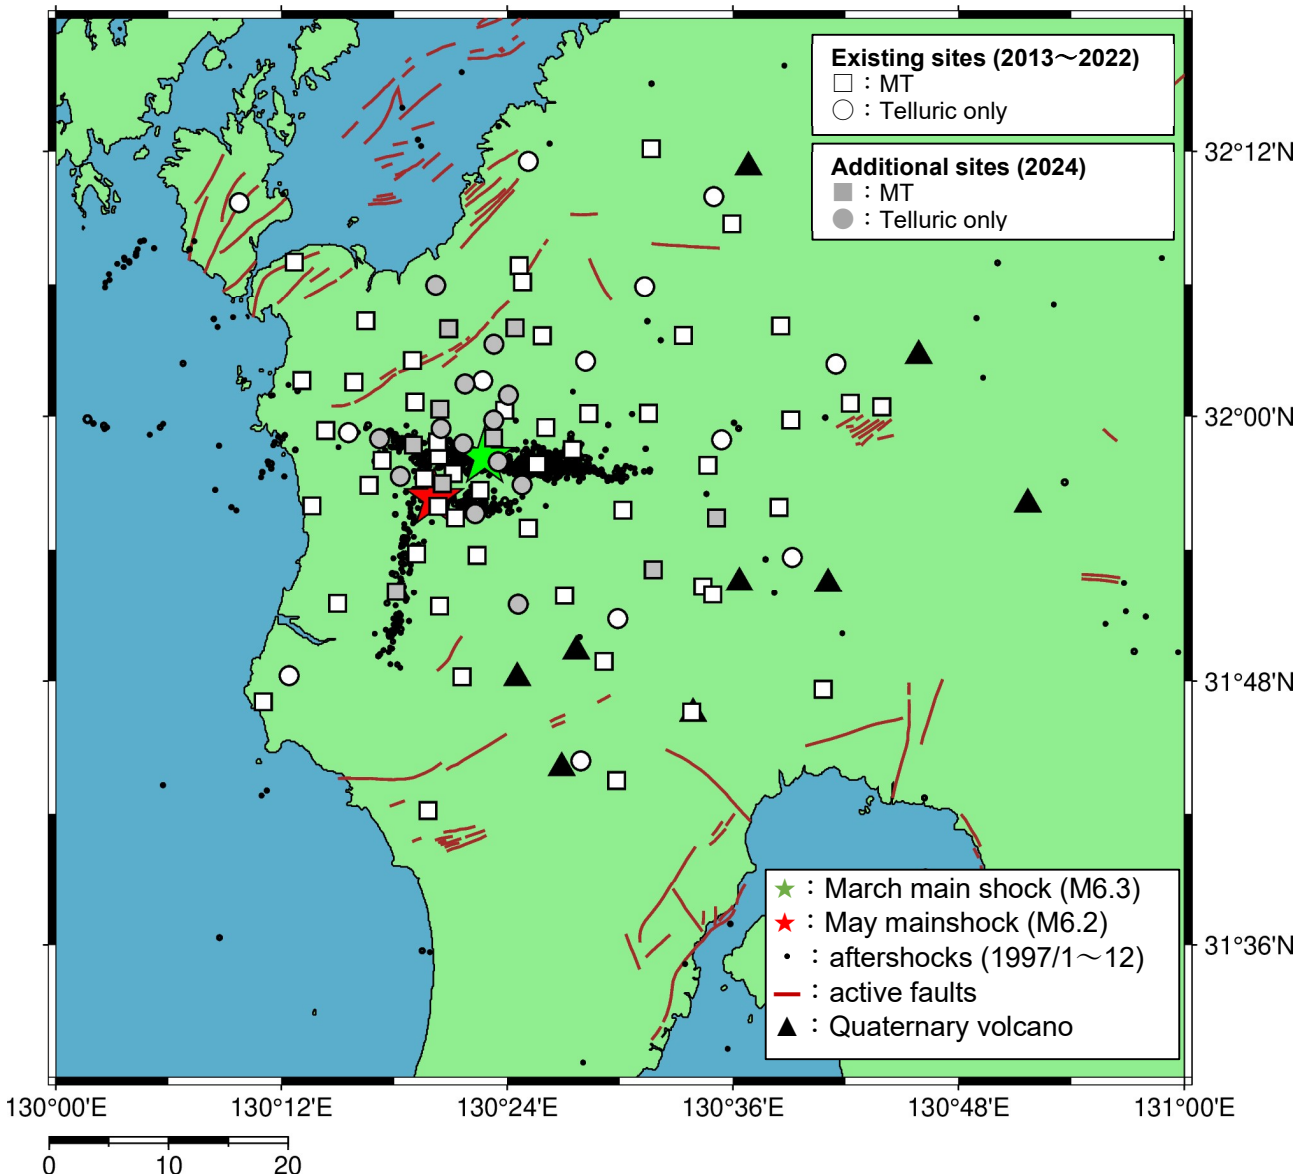 Existing sites (2013～2022)
□：MT
○：Telluric only
Additional sites (2024)
■：MT
●：Telluric only
32°12'N
32°00'N
31°48'N
31°36'N
★：March main shock (M6.3)
★：May mainshock (M6.2)
・：aftershocks (1997/1～12)
―：active faults
▲：Quaternary volcano
130°00'E 130°12'E 130°24'E 130°36'E 130°48'E 131°00'E
0 10 20